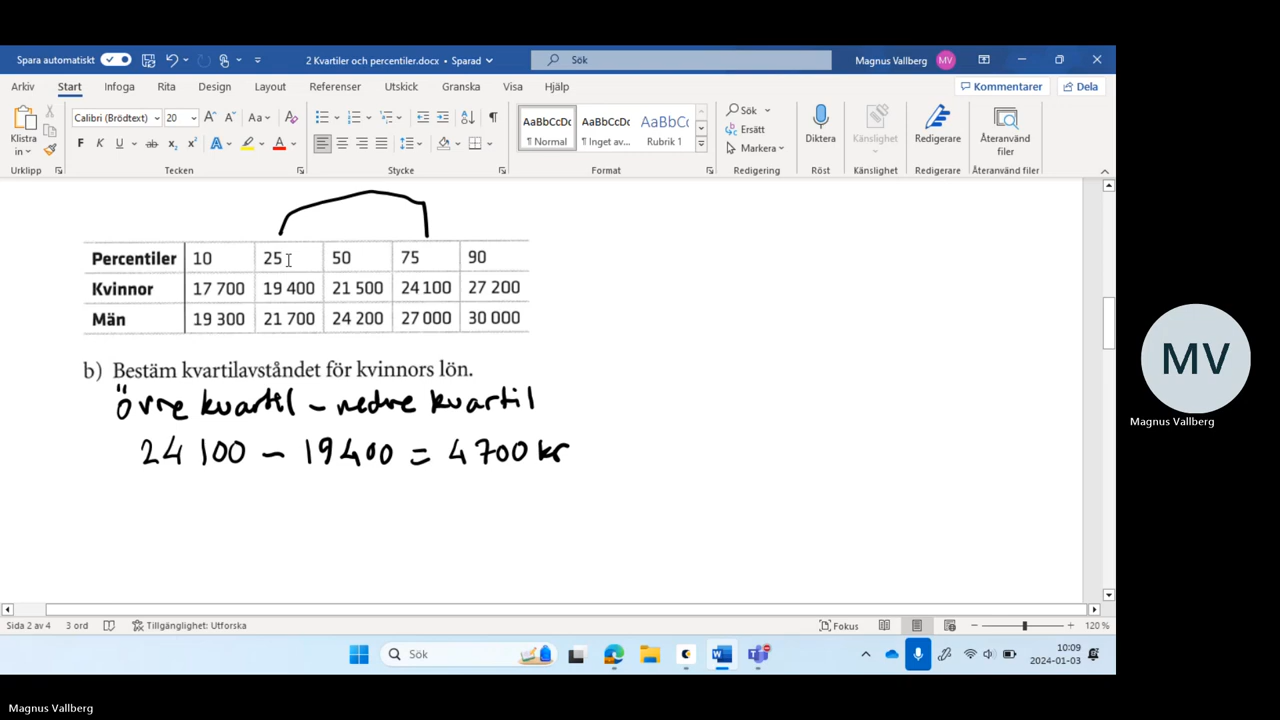 Spara automatiskt
2 Kvartiler och percentiler.docx • Sparad
Sök
Magnus Vallberg
MV
Arkiv Start Infoga Rita Design Layout Referenser Utskick Granska Visa Hjälp
Kommentarer
Dela
Klistra in
Calibri (Brödtext) 20
F K U ab x₂ x² A A
AaBbCcDc AaBbCcDc AaBbCc
Normal Inget av... Rubrik 1
Sök
Ersätt
Markera
Diktera
Känslighet
Redigerare
Återanvänd filer
Urklipp Tecken Stycke Format Redigering Röst Känslighet Redigerare Återanvänd filer
Percentiler 10 25 50 75 90
Kvinnor 17 700 19 400 21 500 24 100 27 200
Män 19 300 21 700 24 200 27 000 30 000
b) Bestäm kvartilavståndet för kvinnors lön.
övre kvartil – nedre kvartil
24 100 – 19400 = 4700 kr
MV
Magnus Vallberg
Sida 2 av 4 3 ord Tillgänglighet: Utforska
Fokus
120 %
Sök
10:09
2024-01-03
Magnus Vallberg